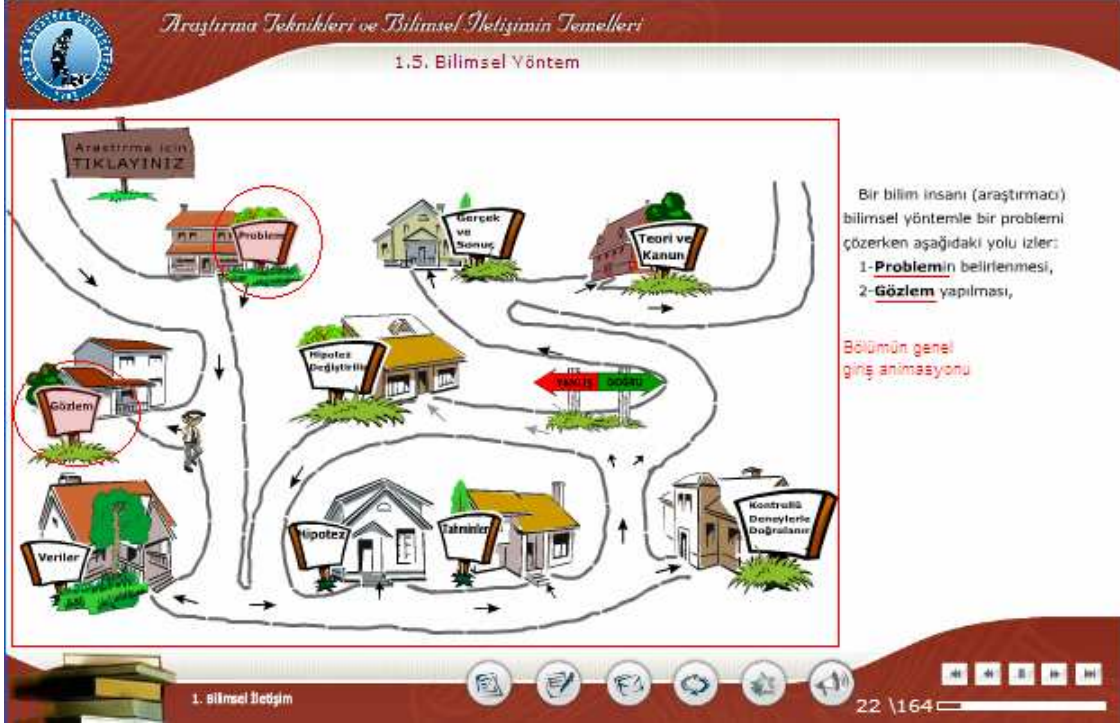 Araştırma Teknikleri ve Bilimsel İletişimin Temelleri
1.5. Bilimsel Yöntem
Araştırma için
TIKLAYINIZ
Problem
Gerçek
ve
Sonuç
Teori ve
Kanun
Bir bilim insanı (araştırmacı)
bilimsel yöntemle bir problemi
çözerken aşağıdaki yolu izler:
1-Problemin belirlenmesi,
2-Gözlem yapılması,
Bölümün genel
giriş animasyonu
Hipotez
Değiştirilir
YANLIŞ DOĞRU
Gözlem
Veriler
Hipotez
Tahminler
Kontrollü
Deneylerle
Doğrulanır
1. Bilimsel İletişim
22 \164